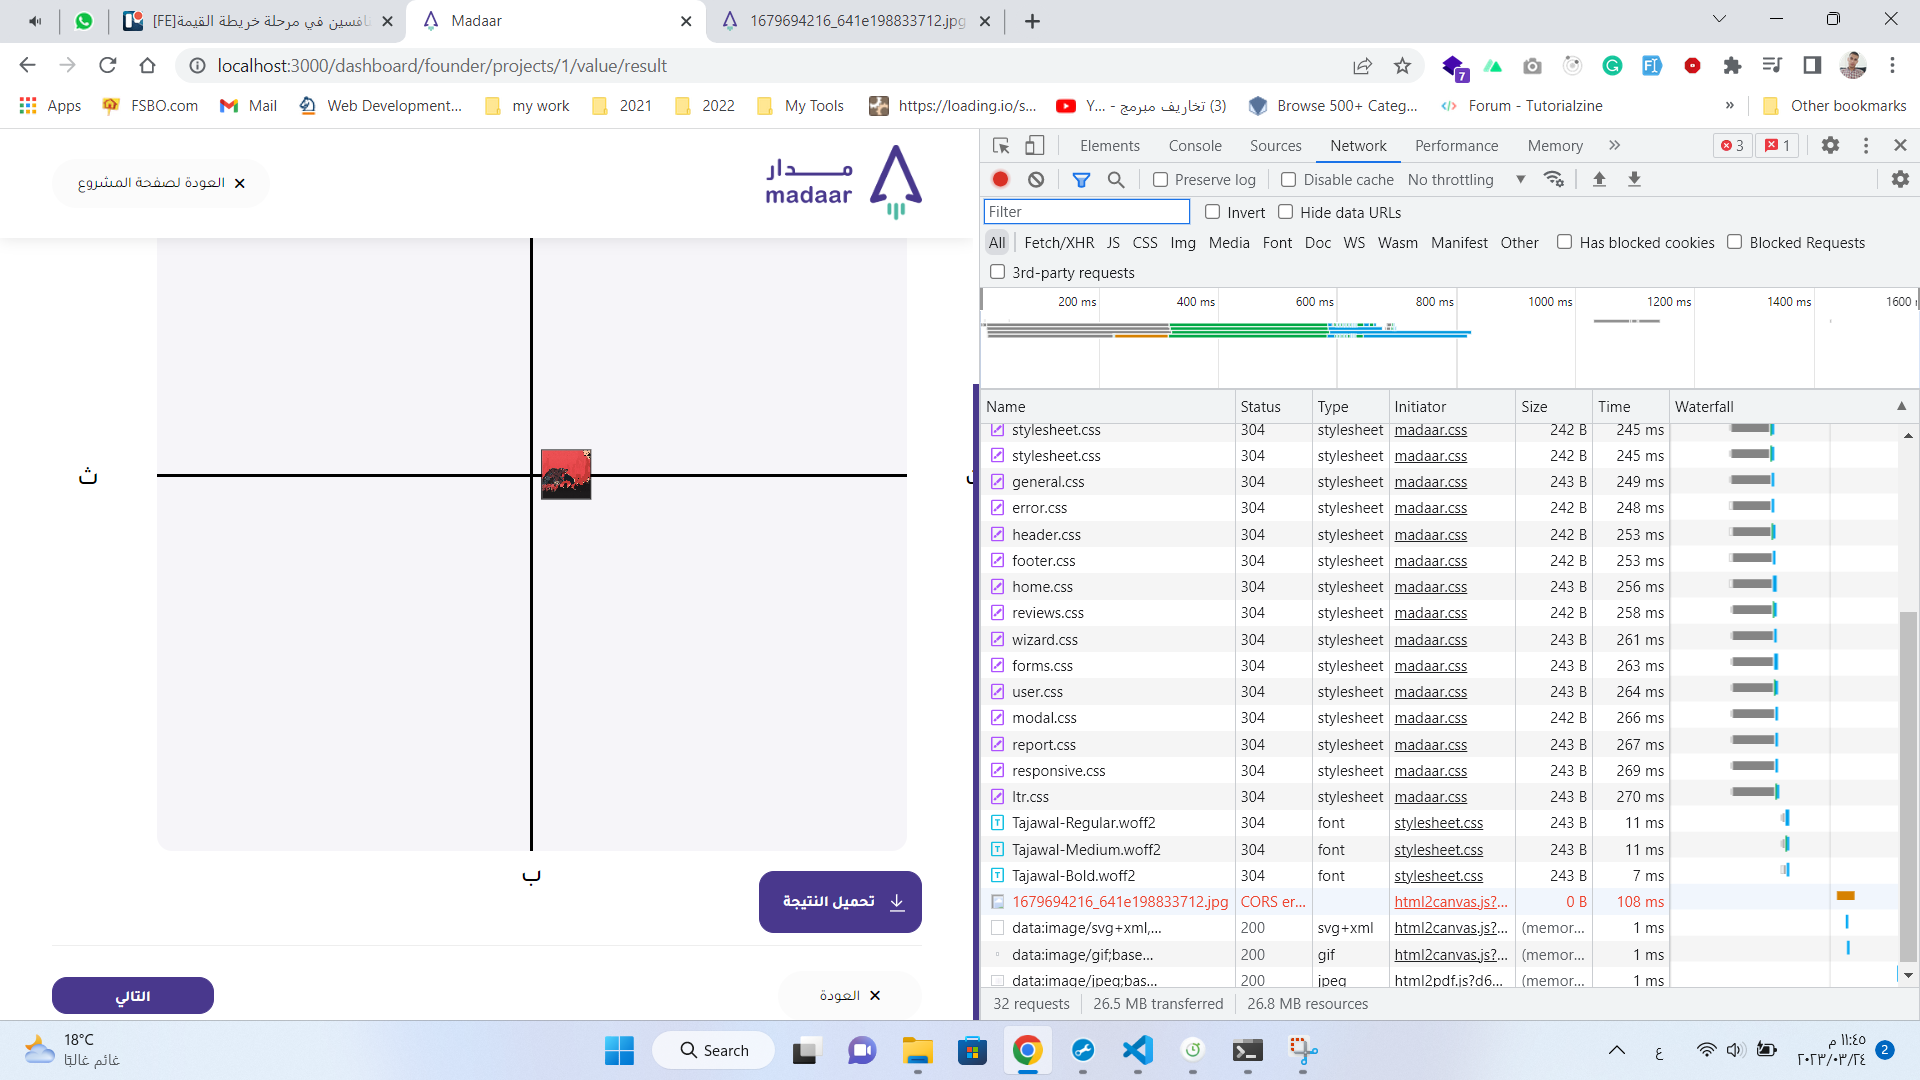 [FE]نافسين في مرحلة خريطة القيمة
Madaar
1679694216_641e198833712.jpg
localhost:3000/dashboard/founder/projects/1/value/result
7
Apps
FSBO.com
Mail
Web Development...
my work
2021
2022
My Tools
https://loading.io/s...
Y... - تخاريف مبرمج (3)
Browse 500+ Categ...
Forum - Tutorialzine
»
Other bookmarks
العودة لصفحة المشروع
مدار
madaar
ث
ب
تحميل النتيجة
التالي
العودة
Elements Console Sources Network Performance Memory » 3 1
Preserve log Disable cache No throttling
Filter Invert Hide data URLs
All Fetch/XHR JS CSS Img Media Font Doc WS Wasm Manifest Other Has blocked cookies Blocked Requests
3rd-party requests
200 ms 400 ms 600 ms 800 ms 1000 ms 1200 ms 1400 ms 1600
Name Status Type Initiator Size Time Waterfall
stylesheet.css 304 stylesheet madaar.css 242 B 245 ms
stylesheet.css 304 stylesheet madaar.css 242 B 245 ms
general.css 304 stylesheet madaar.css 243 B 249 ms
error.css 304 stylesheet madaar.css 242 B 248 ms
header.css 304 stylesheet madaar.css 242 B 253 ms
footer.css 304 stylesheet madaar.css 242 B 253 ms
home.css 304 stylesheet madaar.css 243 B 256 ms
reviews.css 304 stylesheet madaar.css 242 B 258 ms
wizard.css 304 stylesheet madaar.css 243 B 261 ms
forms.css 304 stylesheet madaar.css 243 B 263 ms
user.css 304 stylesheet madaar.css 243 B 264 ms
modal.css 304 stylesheet madaar.css 242 B 266 ms
report.css 304 stylesheet madaar.css 243 B 267 ms
responsive.css 304 stylesheet madaar.css 243 B 269 ms
ltr.css 304 stylesheet madaar.css 243 B 270 ms
Tajawal-Regular.woff2 304 font stylesheet.css 243 B 11 ms
Tajawal-Medium.woff2 304 font stylesheet.css 243 B 11 ms
Tajawal-Bold.woff2 304 font stylesheet.css 243 B 7 ms
1679694216_641e198833712.jpg CORS er... html2canvas.js?... 0 B 108 ms
data:image/svg+xml,... 200 svg+xml html2canvas.js?... (memor... 1 ms
data:image/gif;base... 200 gif html2canvas.js?... (memor... 1 ms
data:image/jpeg;bas... 200 jpeg html2pdf.js?d6... (memor... 1 ms
32 requests 26.5 MB transferred 26.8 MB resources
18°C
غائم غالبًا
Search
ع
١١:٤٥ م
٢٠٢٣/٠٣/٢٤
2